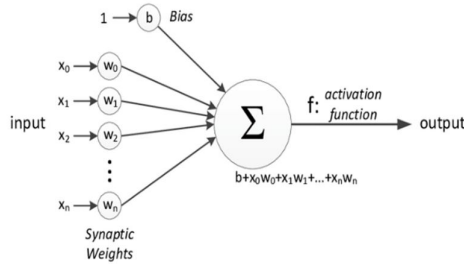 1 b Bias
x0 w0
x1 w1
input x2 w2
Σ
f: activation function
output
b+x0w0+x1w1+...+xnwn
xn wn
Synaptic
Weights